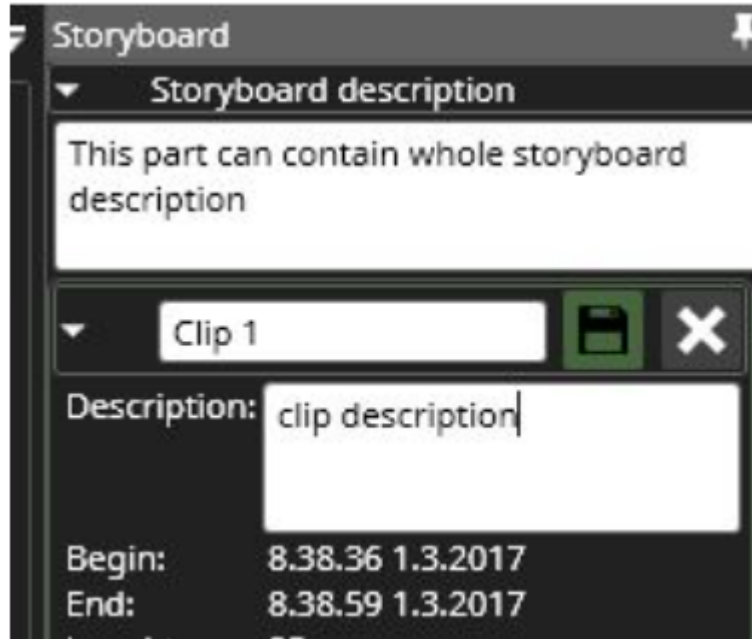 Storyboard
Storyboard description
This part can contain whole storyboard
description
Clip 1
Description: clip description
Begin: 8.38.36 1.3.2017
End: 8.38.59 1.3.2017